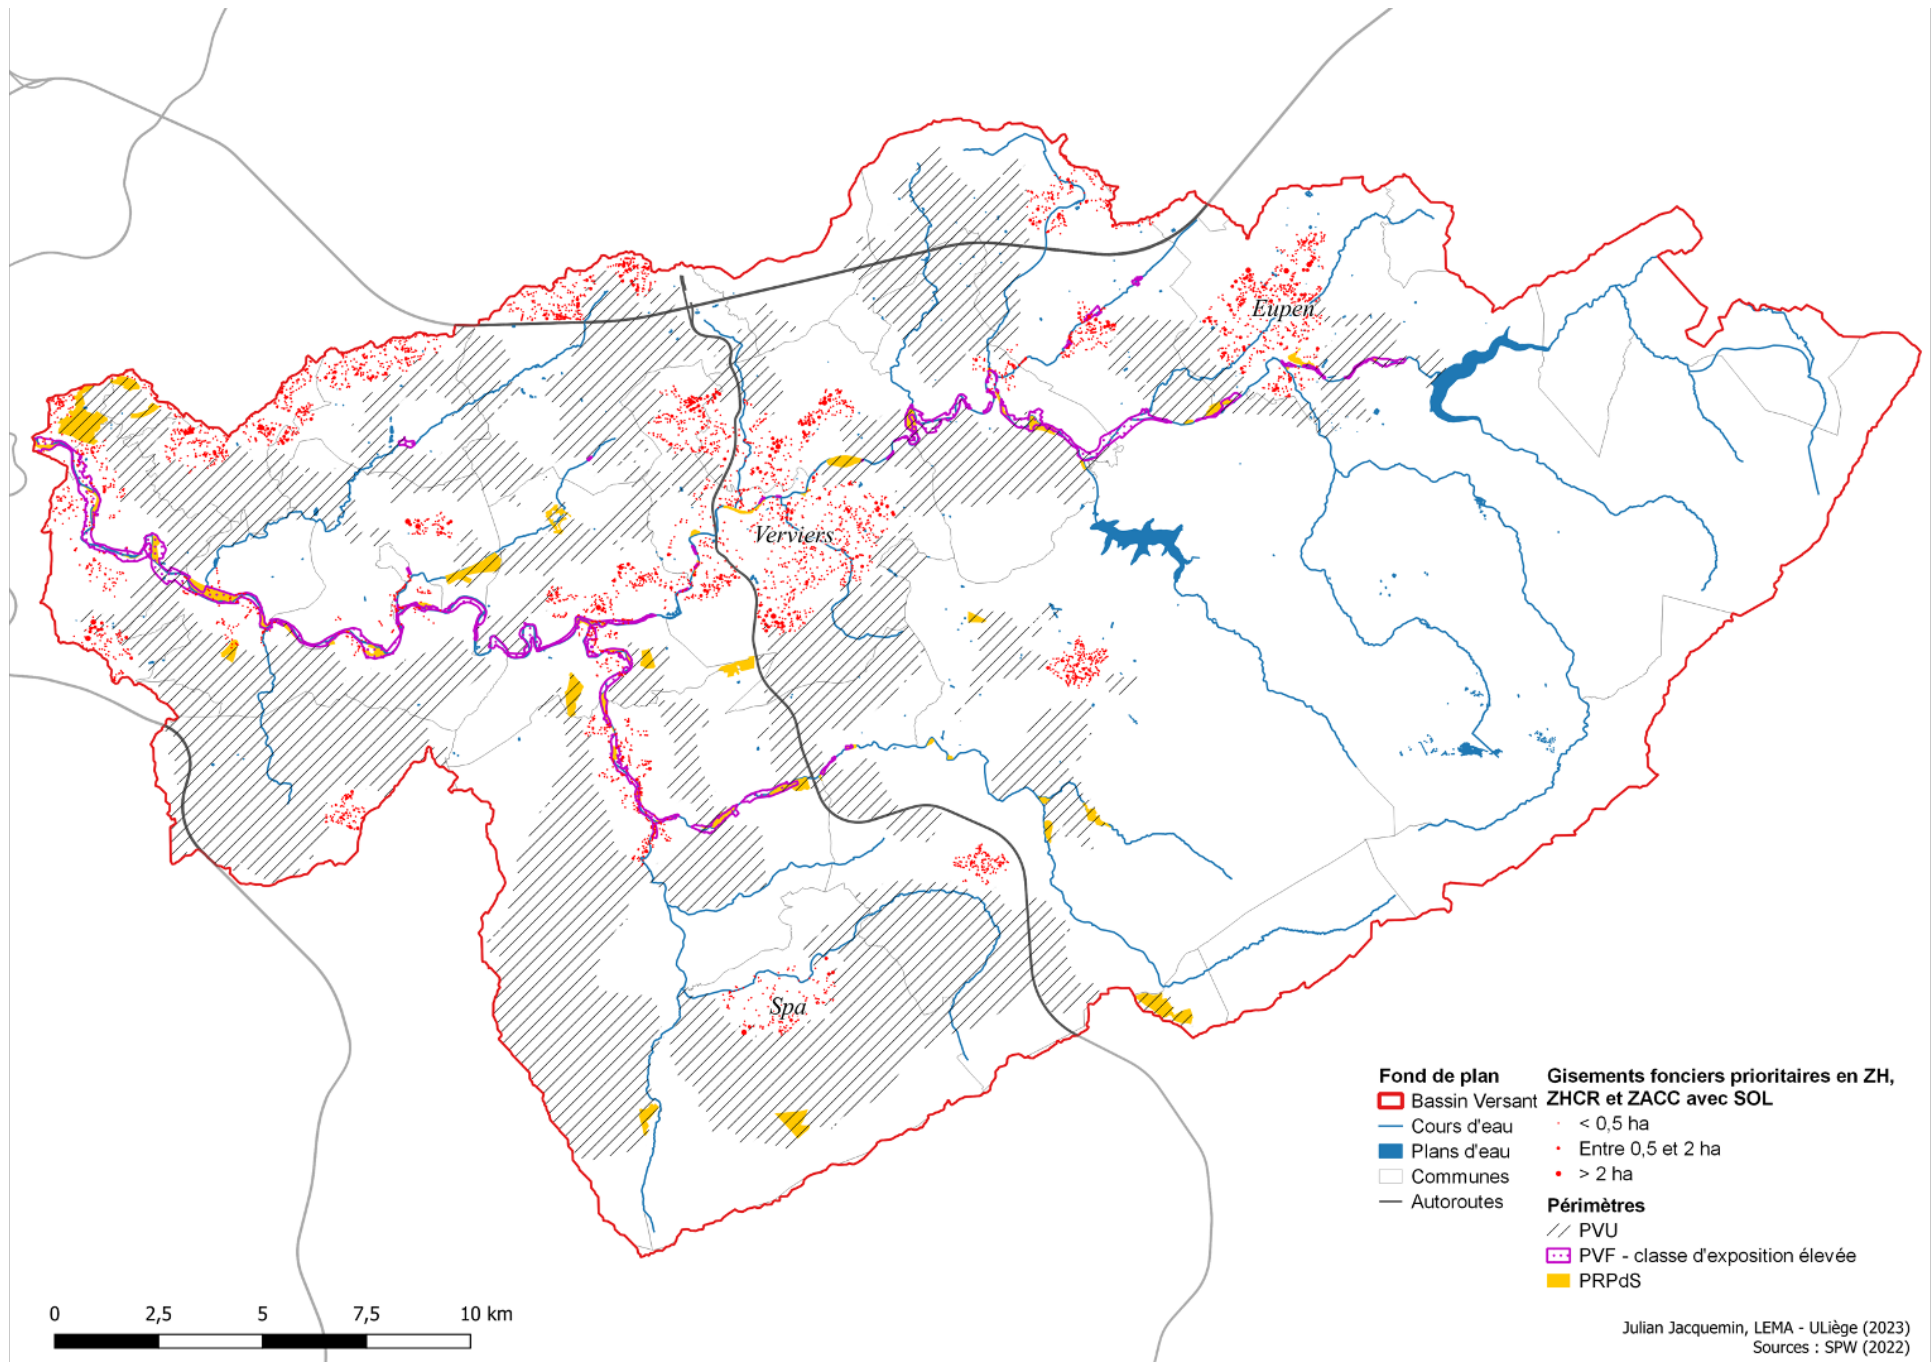 Eupen
Verviers
Spa
Fond de plan
Bassin Versant
Cours d'eau
Plans d'eau
Communes
Autoroutes
Gisements fonciers prioritaires en ZH,
ZHCR et ZACC avec SOL
< 0,5 ha
Entre 0,5 et 2 ha
> 2 ha
Périmètres
PVU
PVF - classe d'exposition élevée
PRPdS
0 2,5 5 7,5 10 km
Julian Jacquemin, LEMA - ULiège (2023)
Sources : SPW (2022)